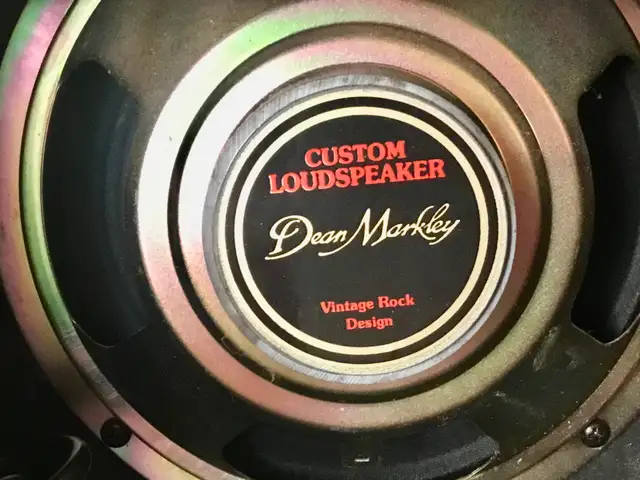 CUSTOM
LOUDSPEAKER
Dean Markley
Vintage Rock
Design